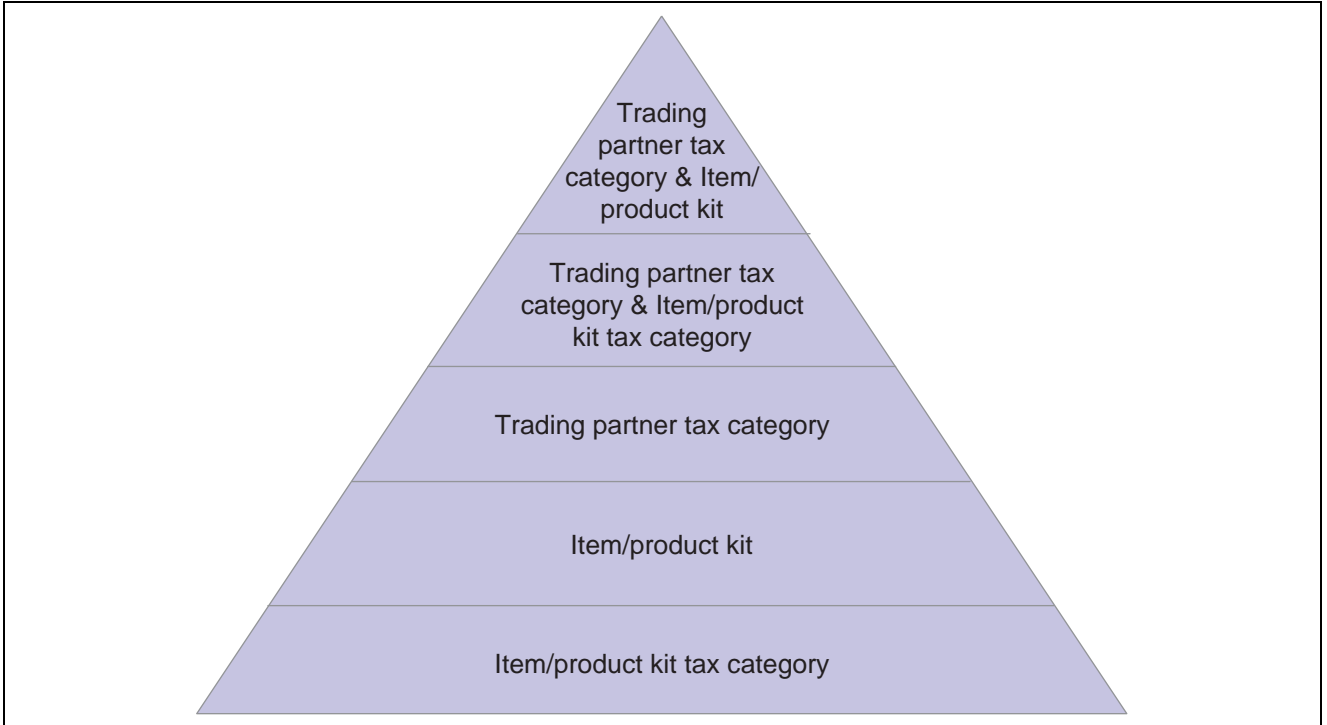 Trading
partner tax
category & Item/
product kit
Trading partner tax
category & Item/product
kit tax category
Trading partner tax category
Item/product kit
Item/product kit tax category